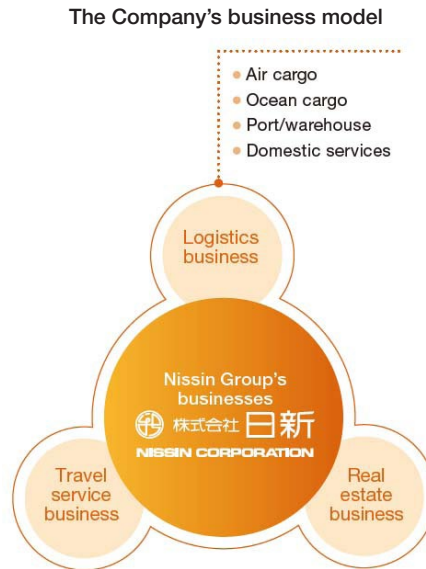 The Company's business model
• Air cargo
• Ocean cargo
• Port/warehouse
• Domestic services
Logistics
business
Nissin Group's
businesses
株式会社 日新
NISSIN CORPORATION
Travel
service
business
Real
estate
business